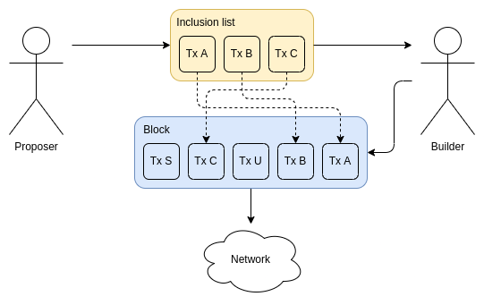 Inclusion list
Tx A
Tx B
Tx C
Proposer
Builder
Block
Tx S
Tx C
Tx U
Tx B
Tx A
Network